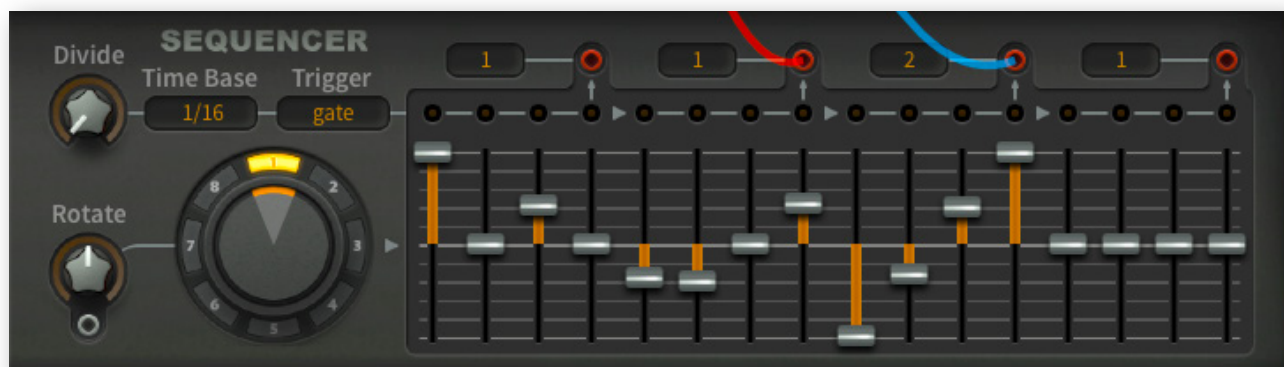 SEQUENCER
Divide
Time Base
Trigger
1/16
gate
1
1
2
1
Rotate
1
2
3
4
5
6
7
8